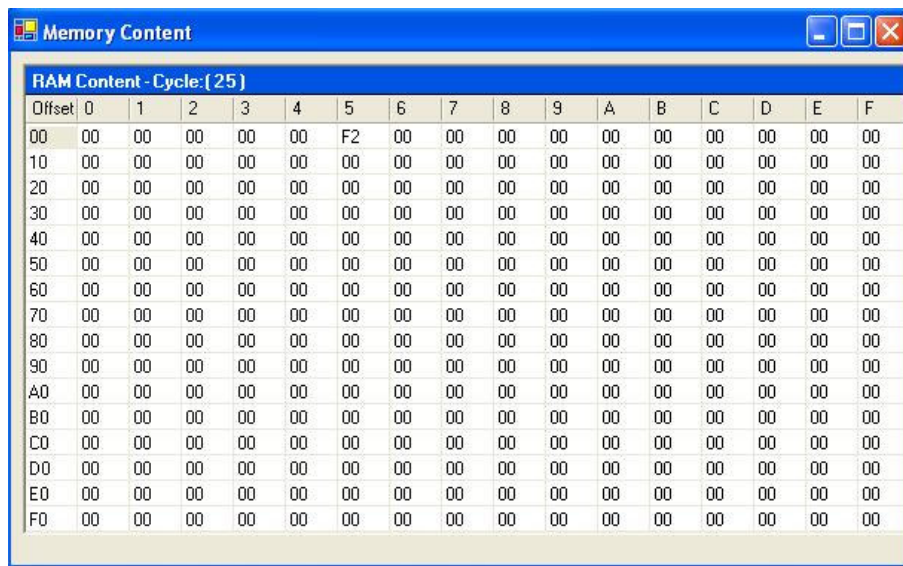 Memory Content
RAM Content - Cycle:( 25 )
Offset 0 1 2 3 4 5 6 7 8 9 A B C D E F
00 00 00 00 00 00 F2 00 00 00 00 00 00 00 00 00 00
10 00 00 00 00 00 00 00 00 00 00 00 00 00 00 00 00
20 00 00 00 00 00 00 00 00 00 00 00 00 00 00 00 00
30 00 00 00 00 00 00 00 00 00 00 00 00 00 00 00 00
40 00 00 00 00 00 00 00 00 00 00 00 00 00 00 00 00
50 00 00 00 00 00 00 00 00 00 00 00 00 00 00 00 00
60 00 00 00 00 00 00 00 00 00 00 00 00 00 00 00 00
70 00 00 00 00 00 00 00 00 00 00 00 00 00 00 00 00
80 00 00 00 00 00 00 00 00 00 00 00 00 00 00 00 00
90 00 00 00 00 00 00 00 00 00 00 00 00 00 00 00 00
A0 00 00 00 00 00 00 00 00 00 00 00 00 00 00 00 00
B0 00 00 00 00 00 00 00 00 00 00 00 00 00 00 00 00
C0 00 00 00 00 00 00 00 00 00 00 00 00 00 00 00 00
D0 00 00 00 00 00 00 00 00 00 00 00 00 00 00 00 00
E0 00 00 00 00 00 00 00 00 00 00 00 00 00 00 00 00
F0 00 00 00 00 00 00 00 00 00 00 00 00 00 00 00 00